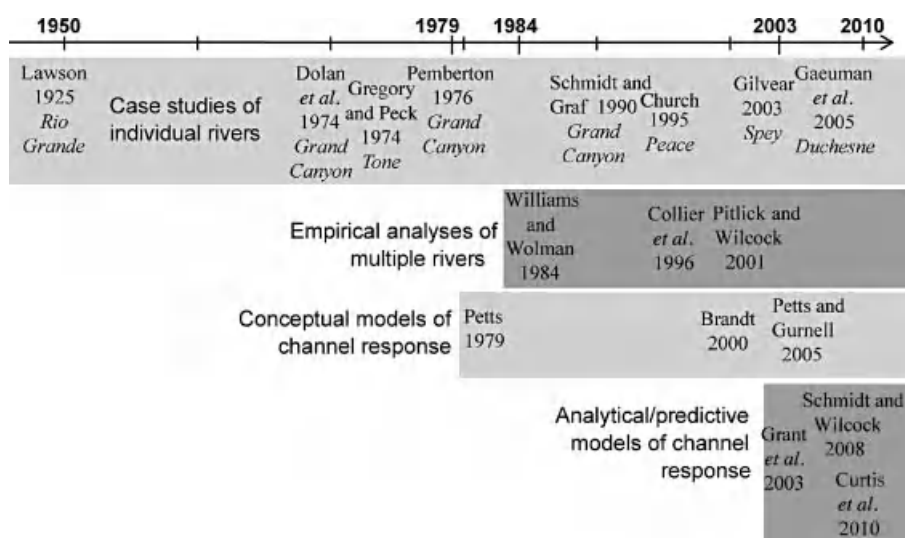 1950 1979 1984 2003 2010
Lawson
1925
Rio
Grande
Case studies of
individual rivers
Dolan
et al.
1974
Grand
Canyon
Gregory
and Peck
1974
Tone
Pemberton
1976
Grand
Canyon
Schmidt and
Graf 1990
Grand
Canyon
Church
1995
Peace
Gilvear
2003
Spey
Gaeuman
et al.
2005
Duchesne
Empirical analyses of
multiple rivers
Williams
and
Wolman
1984
Collier
et al.
1996
Pitlick and
Wilcock
2001
Conceptual models of
channel response
Petts
1979
Brandt
2000
Petts and
Gurnell
2005
Analytical/predictive
models of channel
response
Grant
et al.
2003
Schmidt and
Wilcock
2008
Curtis
et al.
2010